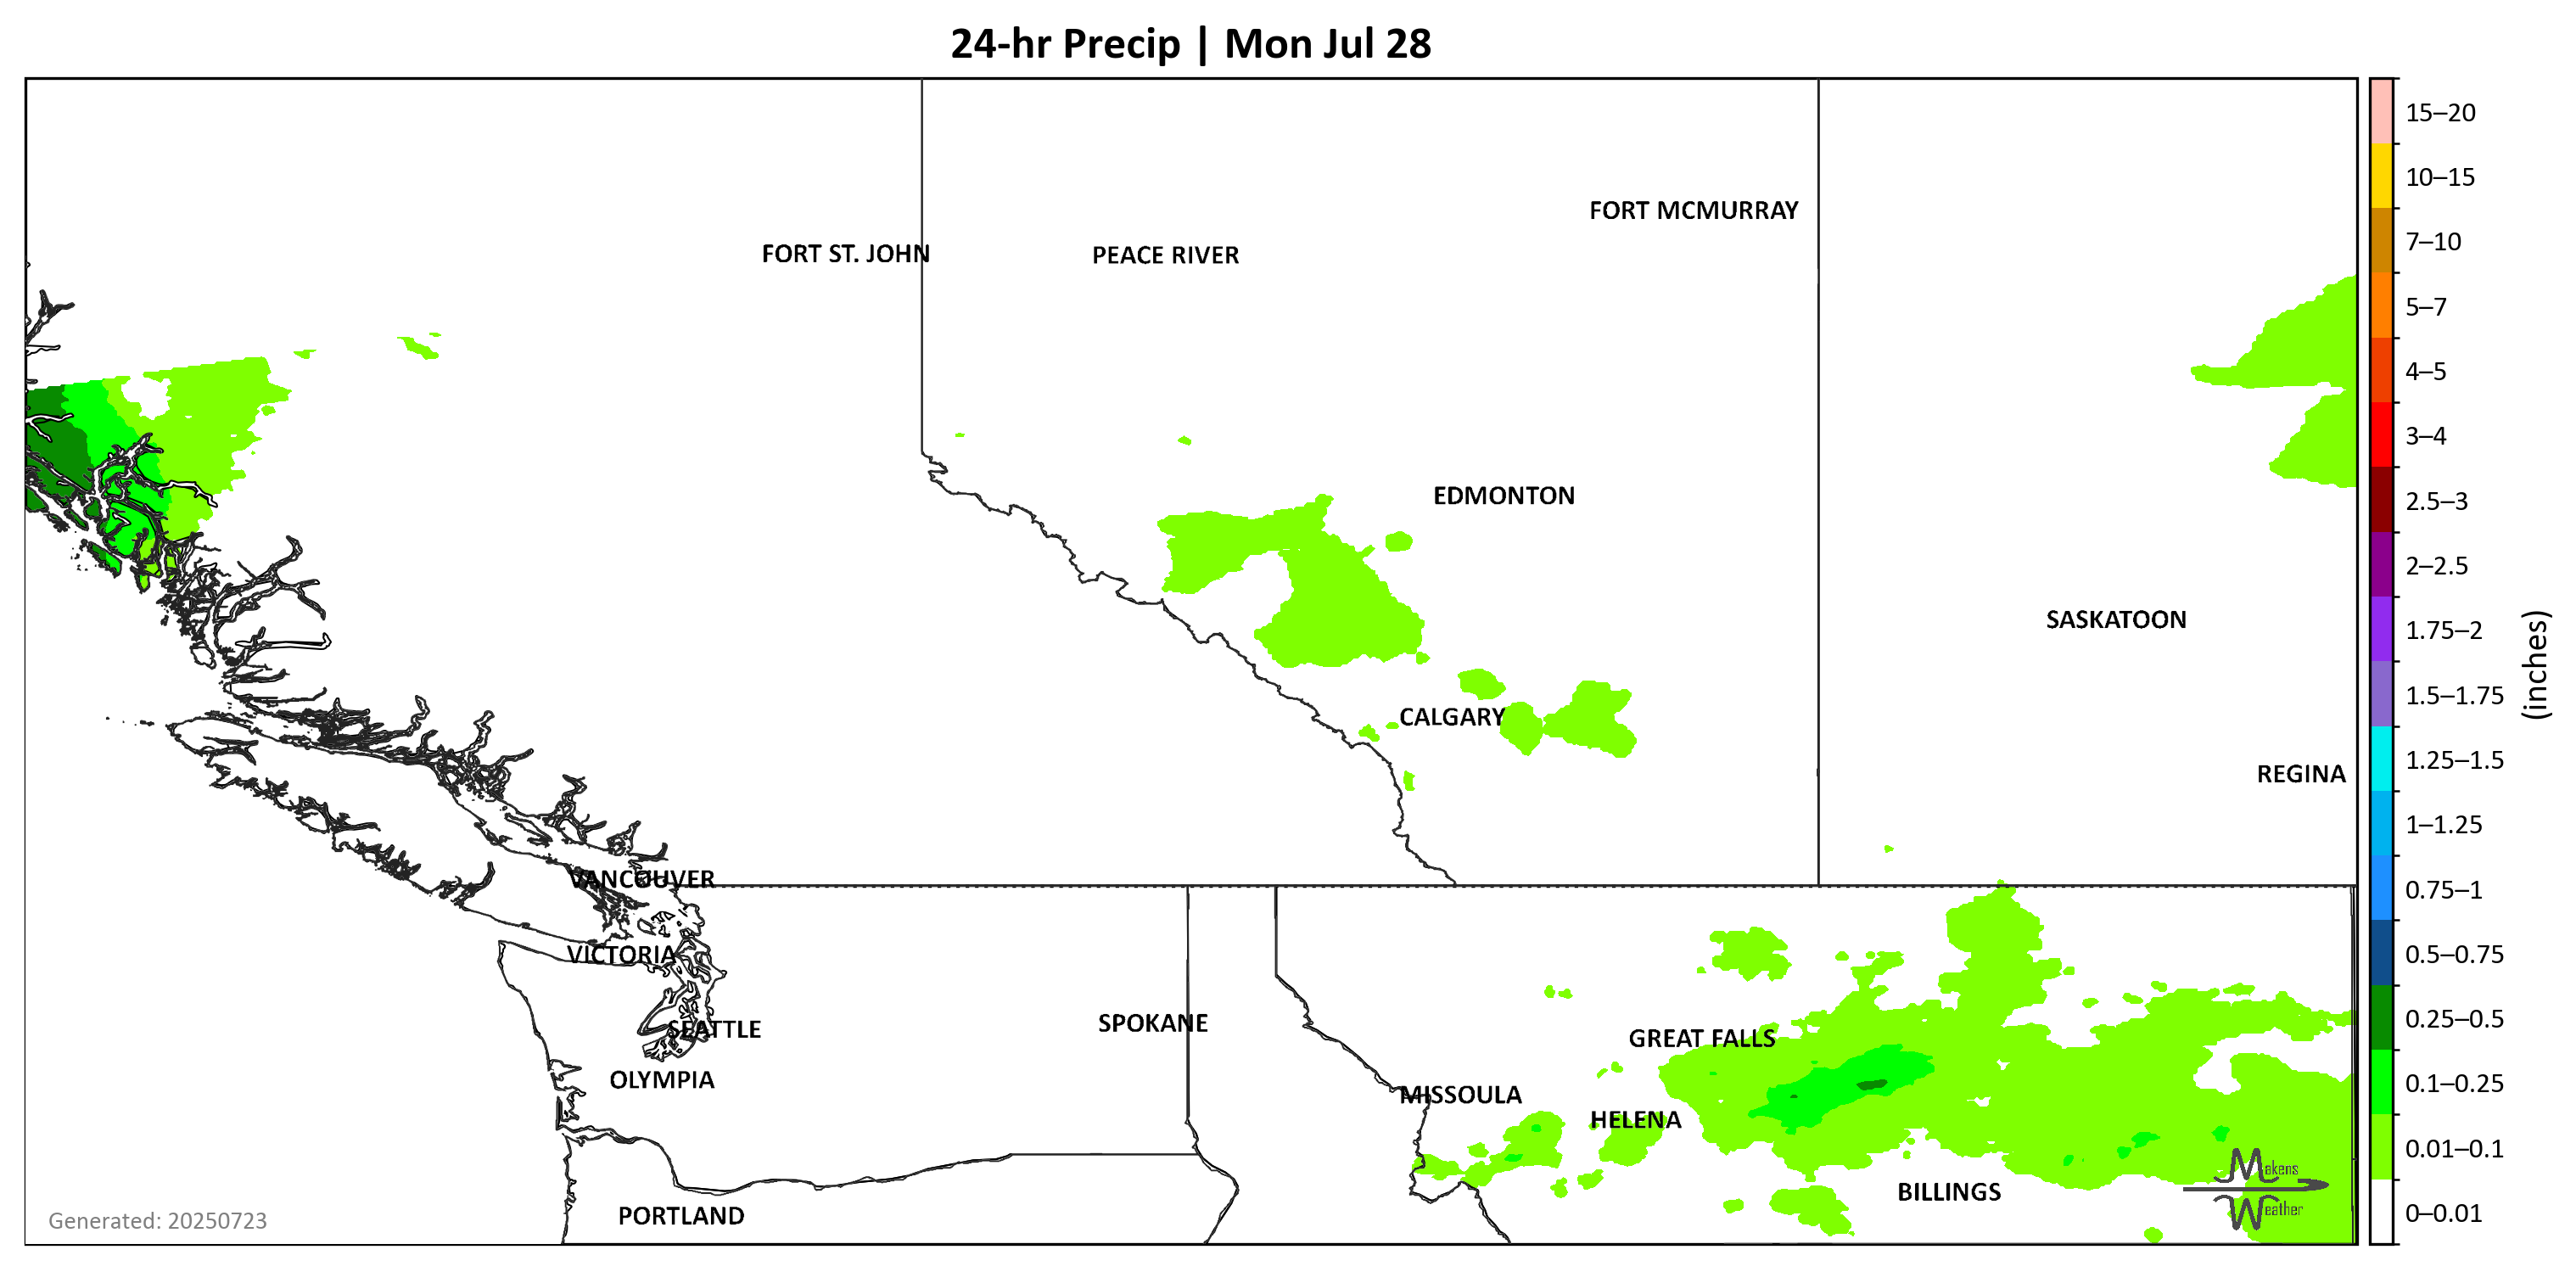 24-hr Precip | Mon Jul 28
15–20
10–15
FORT MCMURRAY
7–10
FORT ST. JOHN
PEACE RIVER
5–7
4–5
3–4
EDMONTON
2.5–3
2–2.5
SASKATOON
1.75–2
(inches)
1.5–1.75
CALGARY
1.25–1.5
REGINA
1–1.25
VANCOUVER
0.75–1
VICTORIA
0.5–0.75
SEATTLE
SPOKANE
GREAT FALLS
0.25–0.5
OLYMPIA
MISSOULA
0.1–0.25
HELENA
0.01–0.1
Makens
Weather
BILLINGS
PORTLAND
Generated: 20250723
0–0.01